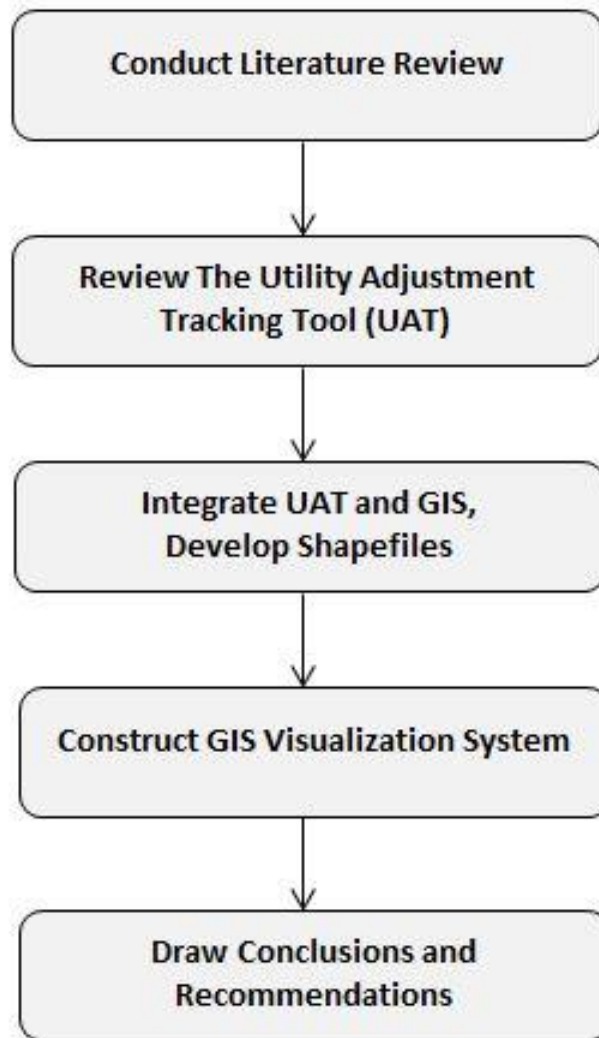 Conduct Literature Review
Review The Utility Adjustment
Tracking Tool (UAT)
Integrate UAT and GIS,
Develop Shapefiles
Construct GIS Visualization System
Draw Conclusions and
Recommendations